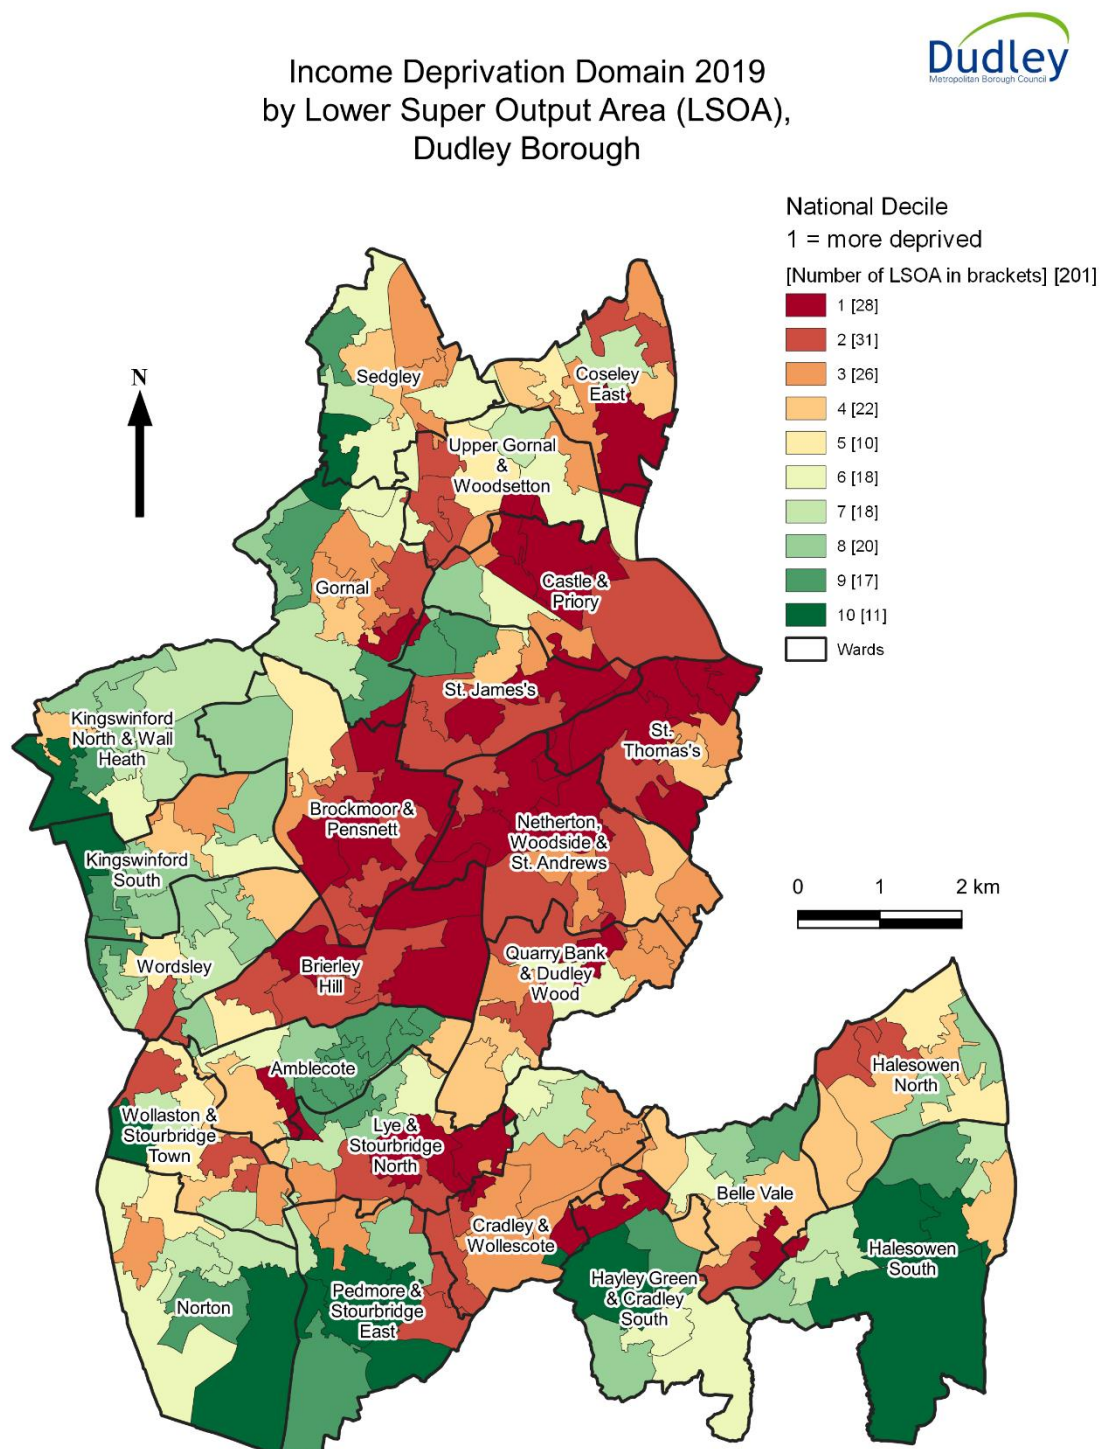 Dudley
Metropolitan Borough Council
Income Deprivation Domain 2019
by Lower Super Output Area (LSOA),
Dudley Borough
National Decile
1 = more deprived
[Number of LSOA in brackets] [201]
1 [28]
2 [31]
3 [26]
4 [22]
5 [10]
6 [18]
7 [18]
8 [20]
9 [17]
10 [11]
Wards
N
Sedgley
Coseley
East
Upper Gornal
&
Woodsetton
Gornal
Castle &
Priory
St. James's
Kingswinford
North & Wall
Heath
St.
Thomas's
Brockmoor &
Pensnett
Netherton,
Woodside &
St. Andrews
Kingswinford
South
0 1 2 km
Wordsley
Brierley
Hill
Quarry Bank
& Dudley
Wood
Amblecote
Halesowen
North
Wollaston &
Stourbridge
Town
Lye &
Stourbridge
North
Belle Vale
Cradley &
Wollescote
Halesowen
South
Norton
Pedmore &
Stourbridge
East
Hayley Green
& Cradley
South